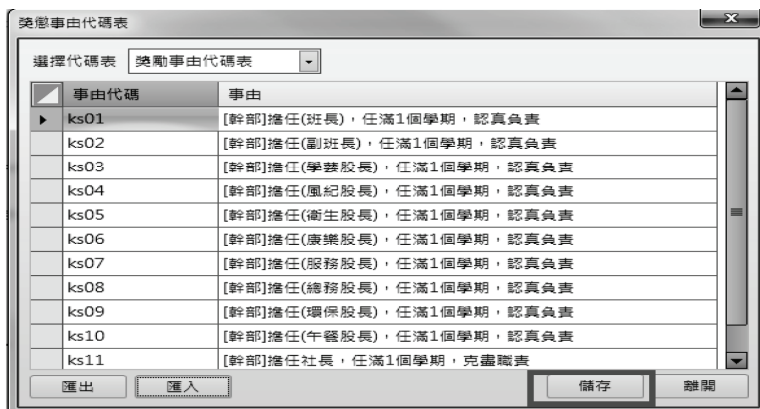 獎懲事由代碼表
選擇代碼表 獎勵事由代碼表
事由代碼 事由
ks01 [幹部]擔任(班長)，任滿1個學期，認真負責
ks02 [幹部]擔任(副班長)，任滿1個學期，認真負責
ks03 [幹部]擔任(學藝股長)，任滿1個學期，認真負責
ks04 [幹部]擔任(風紀股長)，任滿1個學期，認真負責
ks05 [幹部]擔任(衛生股長)，任滿1個學期，認真負責
ks06 [幹部]擔任(康樂股長)，任滿1個學期，認真負責
ks07 [幹部]擔任(服務股長)，任滿1個學期，認真負責
ks08 [幹部]擔任(總務股長)，任滿1個學期，認真負責
ks09 [幹部]擔任(環保股長)，任滿1個學期，認真負責
ks10 [幹部]擔任(午餐股長)，任滿1個學期，認真負責
ks11 [幹部]擔任社長，任滿1個學期，克盡職責
匯出 匯入 儲存 離開